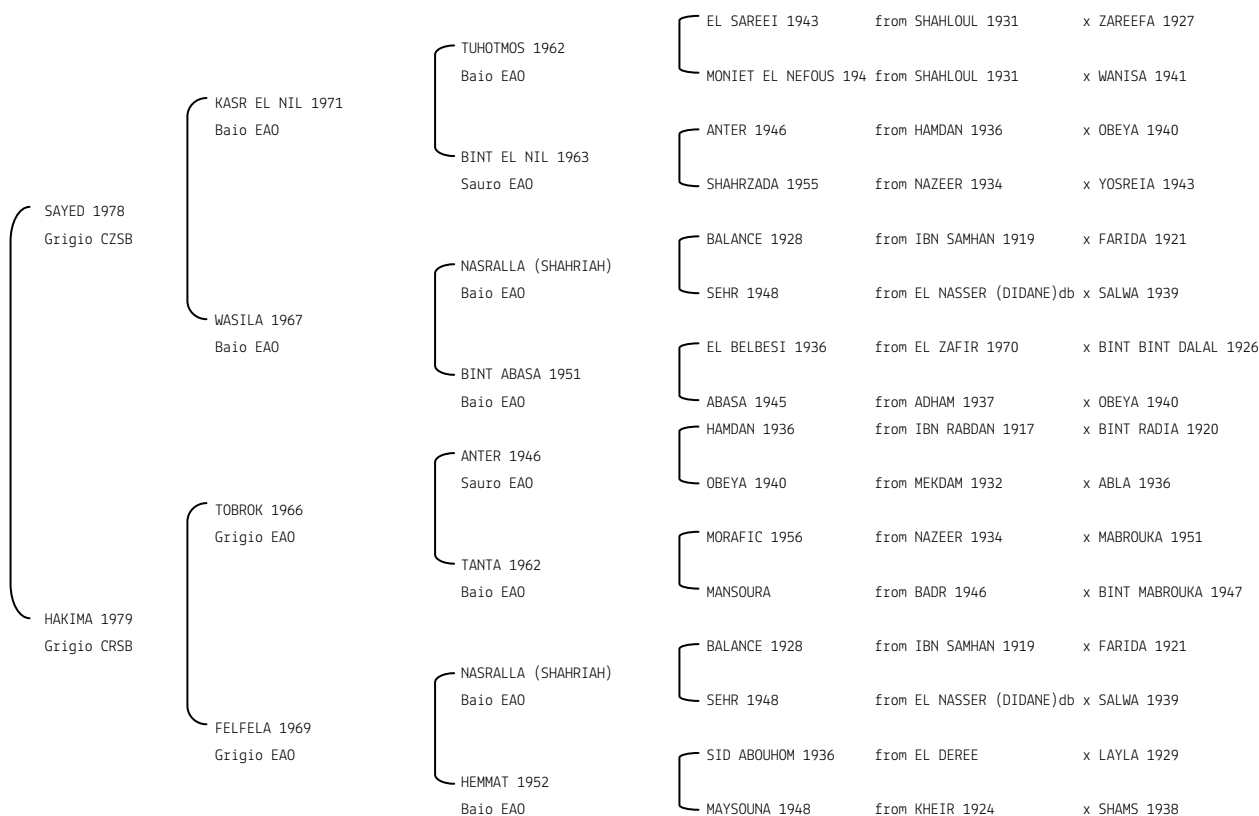 EL SAREEI 1943 from SHAHLOUL 1931 x ZAREEFA 1927
TUHOTMOS 1962
Baio EAO
MONIET EL NEFOUS 194 from SHAHLOUL 1931 x WANISA 1941
KASR EL NIL 1971
Baio EAO
ANTER 1946 from HAMDAN 1936 x OBEYA 1940
BINT EL NIL 1963
Sauro EAO
SHAHRZADA 1955 from NAZEER 1934 x YOSREIA 1943
SAYED 1978
Grigio CZSB
BALANCE 1928 from IBN SAMHAN 1919 x FARIDA 1921
NASRALLA (SHAHRIAH)
Baio EAO
SEHR 1948 from EL NASSER (DIDANE)db x SALWA 1939
WASILA 1967
Baio EAO
EL BELBESI 1936 from EL ZAFIR 1970 x BINT BINT DALAL 1926
BINT ABASA 1951
Baio EAO
ABASA 1945 from ADHAM 1937 x OBEYA 1940
HAMDAN 1936 from IBN RABDAN 1917 x BINT RADIA 1920
ANTER 1946
Sauro EAO
OBEYA 1940 from MEKDAM 1932 x ABLA 1936
TOBROK 1966
Grigio EAO
MORAFIC 1956 from NAZEER 1934 x MABROUKA 1951
TANTA 1962
Baio EAO
MANSOURA from BADR 1946 x BINT MABROUKA 1947
HAKIMA 1979
Grigio CRSB
BALANCE 1928 from IBN SAMHAN 1919 x FARIDA 1921
NASRALLA (SHAHRIAH)
Baio EAO
SEHR 1948 from EL NASSER (DIDANE)db x SALWA 1939
FELFELA 1969
Grigio EAO
SID ABOUHOM 1936 from EL DEREE x LAYLA 1929
HEMMAT 1952
Baio EAO
MAYSOUNA 1948 from KHEIR 1924 x SHAMS 1938